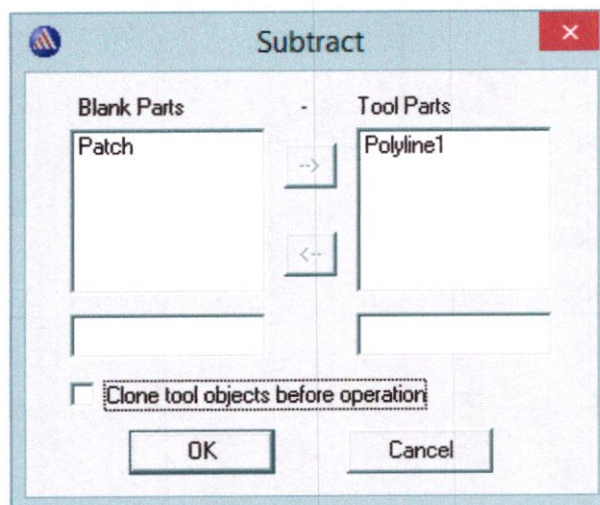 Subtract
Blank Parts - Tool Parts
Patch
Polyline1
-->
<--
Clone tool objects before operation
OK Cancel